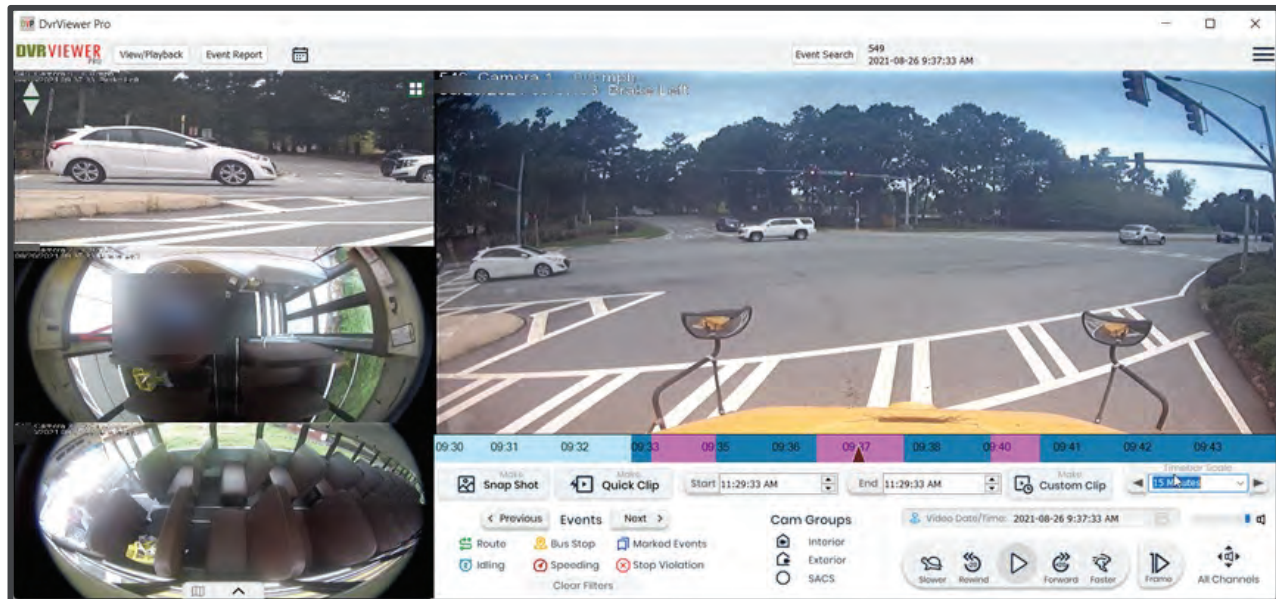 DvrViewer Pro
DVRVIEWER PRO View/Playback Event Report Event Search 549
2021-08-26 9:37:33 AM
549 Camera 1
Brake Left
09:30 09:31 09:32 09:33 09:35 09:36 09:37 09:38 09:40 09:41 09:42 09:43
Make Snap Shot
Make Quick Clip
Start 11:29:33 AM
End 11:29:33 AM
Make Custom Clip
Timebar Scale
15 Minutes
< Previous Events Next >
Route Bus Stop Marked Events
Idling Speeding Stop Violation
Clear Filters
Cam Groups
Interior
Exterior
SACS
Video Date/Time: 2021-08-26 9:37:33 AM
Slower Rewind Forward Faster Frame All Channels